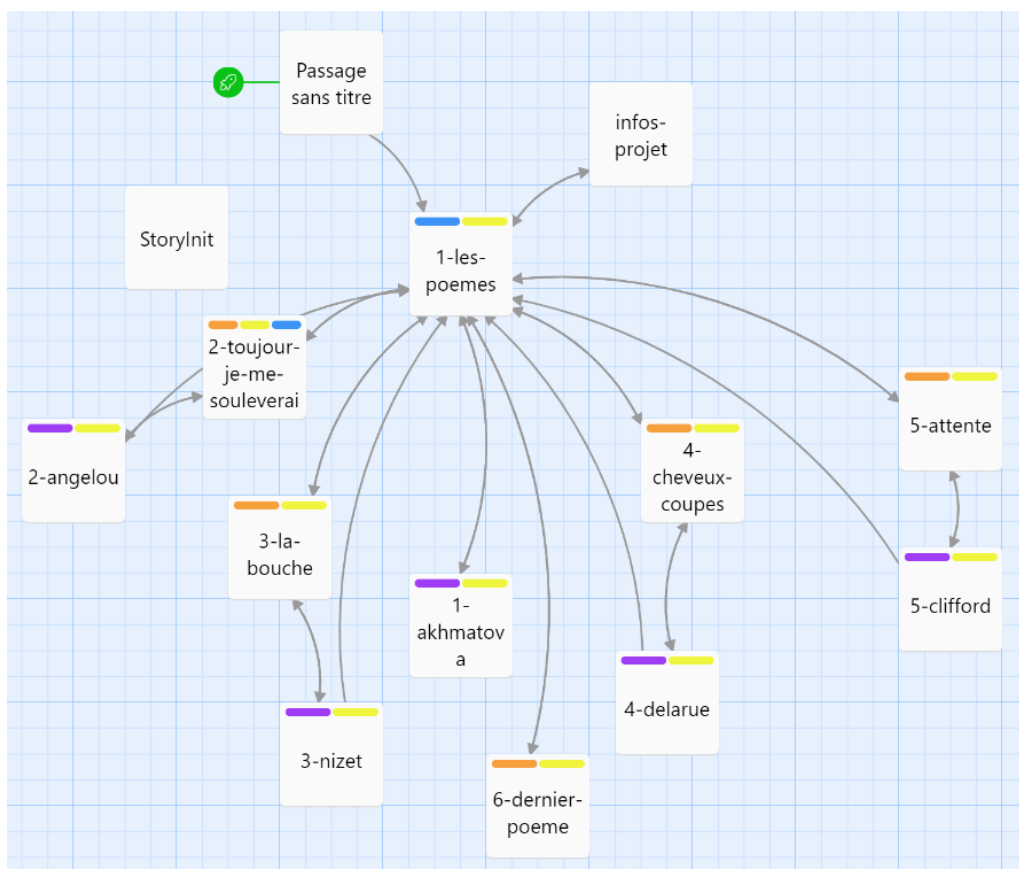 Passage
sans titre
infos-
projet
StoryInit
1-les-
poemes
2-toujour-
je-me-
souleverai
2-angelou
4-
cheveux-
coupes
5-attente
3-la-
bouche
1-
akhmatov
a
5-clifford
4-delarue
3-nizet
6-dernier-
poeme